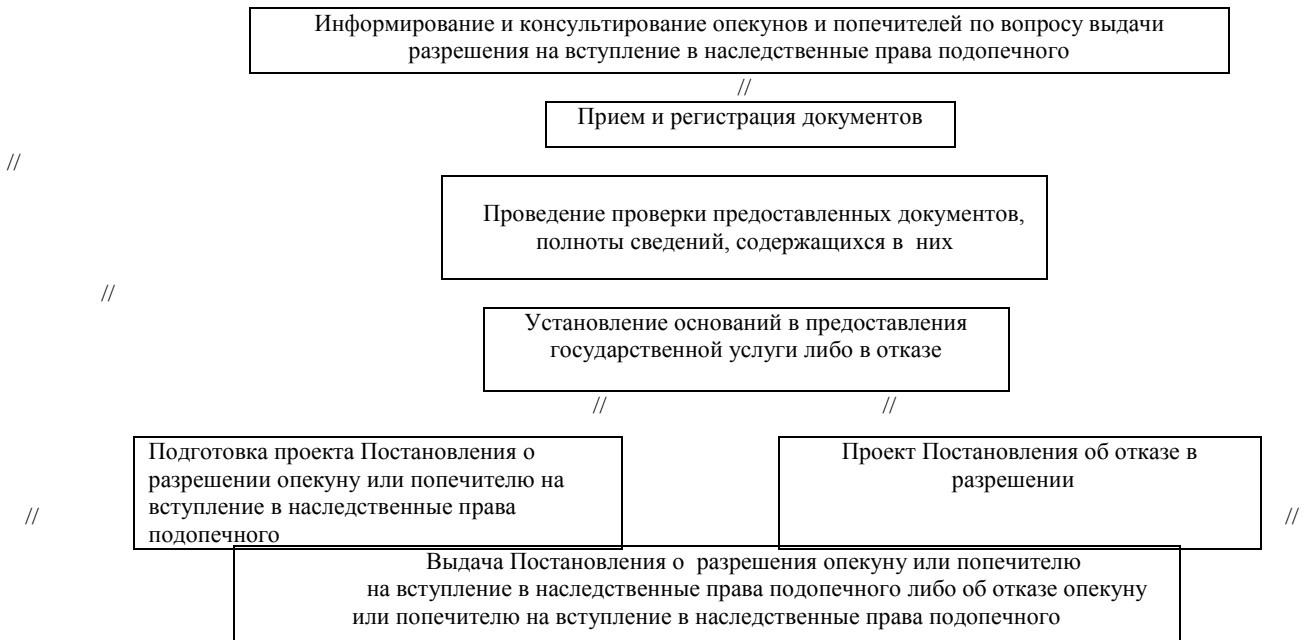 Информирование и консультирование опекунов и попечителей по вопросу выдачи
разрешения на вступление в наследственные права подопечного
//
Прием и регистрация документов
//
Проведение проверки предоставленных документов,
полноты сведений, содержащихся в них
//
Установление оснований в предоставления
государственной услуги либо в отказе
// //
Подготовка проекта Постановления о
разрешении опекуну или попечителю на
вступление в наследственные права
подопечного
Проект Постановления об отказе в
разрешении
// //
Выдача Постановления о разрешения опекуну или попечителю
на вступление в наследственные права подопечного либо об отказе опекуну
или попечителю на вступление в наследственные права подопечного